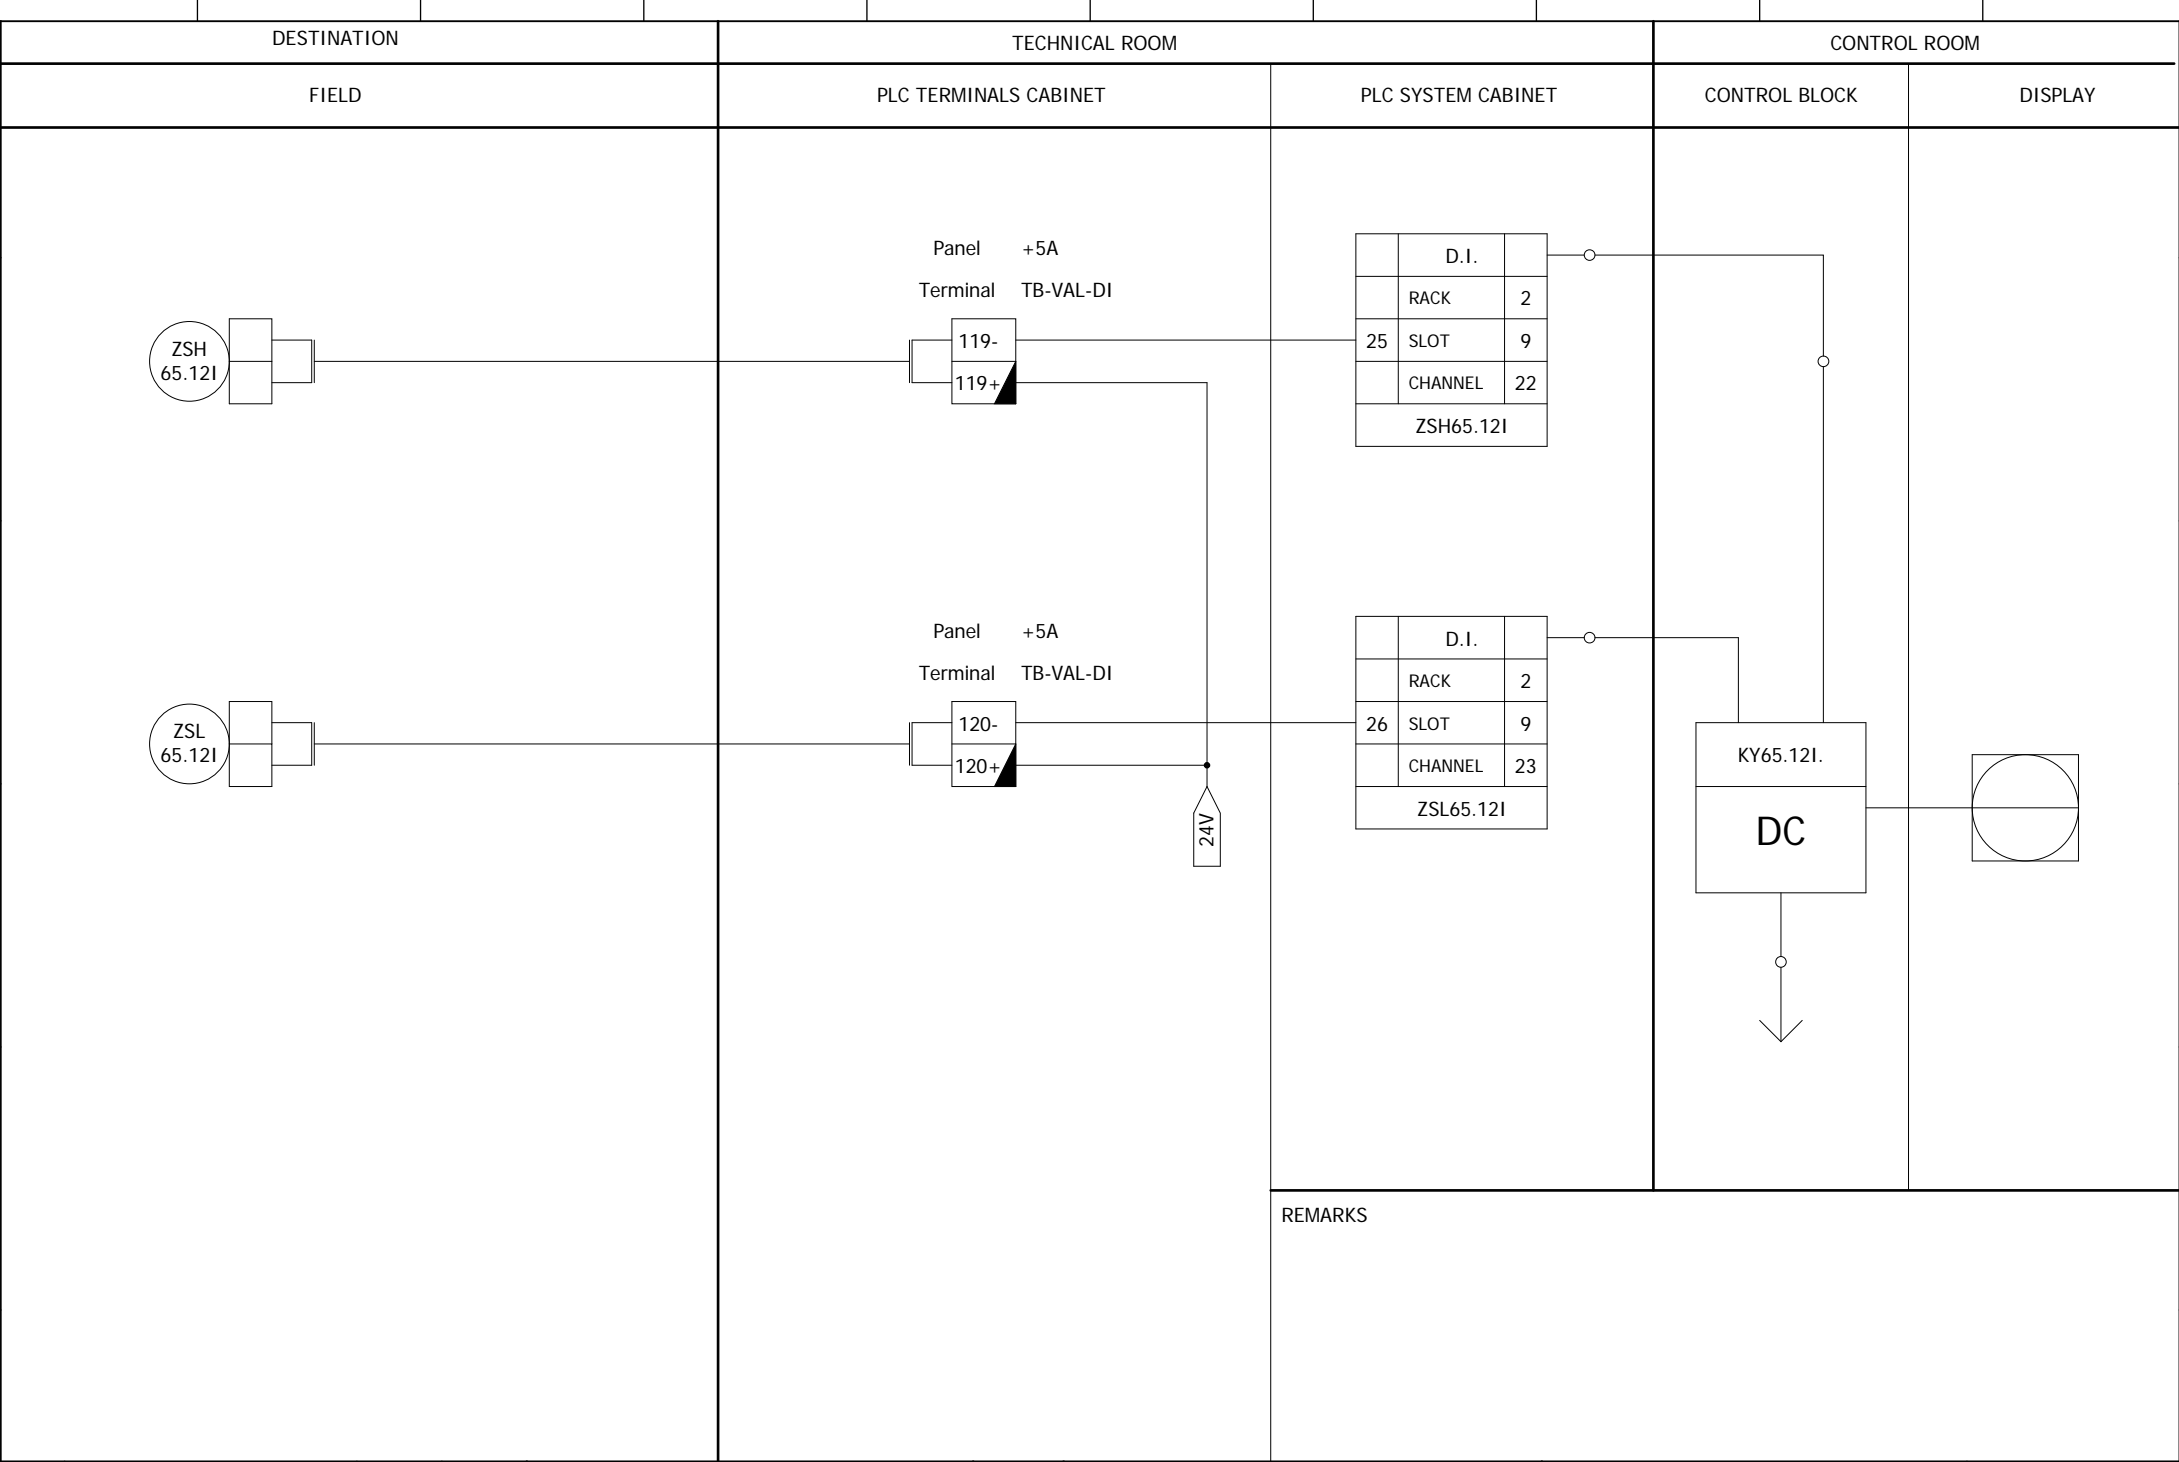 DESTINATION
TECHNICAL ROOM
CONTROL ROOM
FIELD
PLC TERMINALS CABINET
PLC SYSTEM CABINET
CONTROL BLOCK
DISPLAY
Panel +5A
Terminal TB-VAL-DI
ZSH
65.12I
119-
119+
D.I.
RACK 2
25 SLOT 9
CHANNEL 22
ZSH65.12I
Panel +5A
Terminal TB-VAL-DI
ZSL
65.12I
120-
120+
24V
D.I.
RACK 2
26 SLOT 9
CHANNEL 23
ZSL65.12I
KY65.12I.
DC
REMARKS